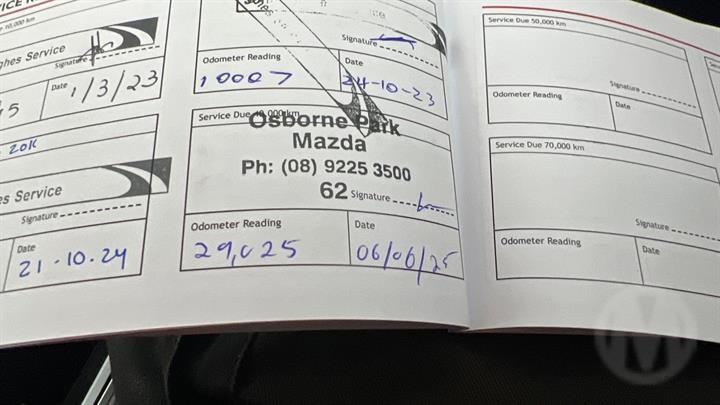 10,000 km
Service
Signature
Date
1/3/23
20K
Service
Signature
Date
21-10-24
Signature
Odometer Reading
Date
10007
24-10-23
Service Due
Osborne Park
Mazda
Ph: (08) 9225 3500
62
Signature
Odometer Reading
Date
29,025
06/06/25
Service Due 50,000 km
Signature
Odometer Reading
Date
Service Due 70,000 km
Signature
Odometer Reading
Date
M